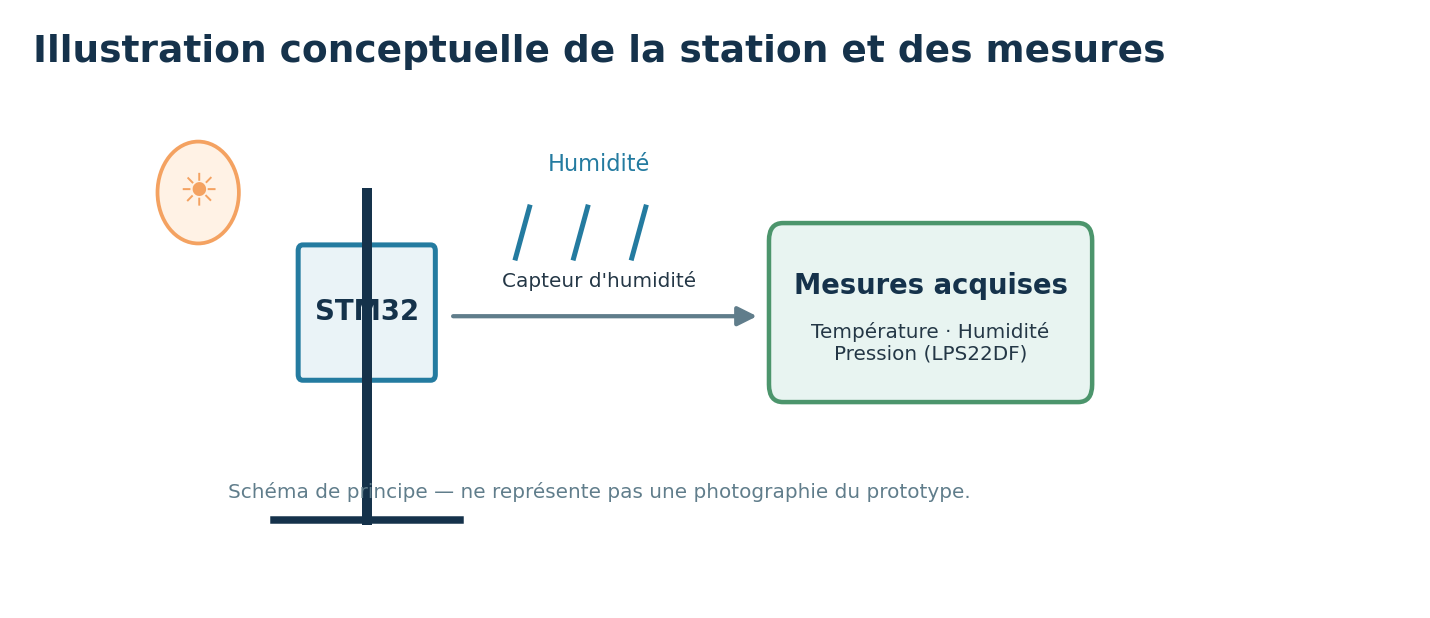 Illustration conceptuelle de la station et des mesures
Humidité
Capteur d'humidité
STM32
Mesures acquises
Température · Humidité
Pression (LPS22DF)
Schéma de principe — ne représente pas une photographie du prototype.